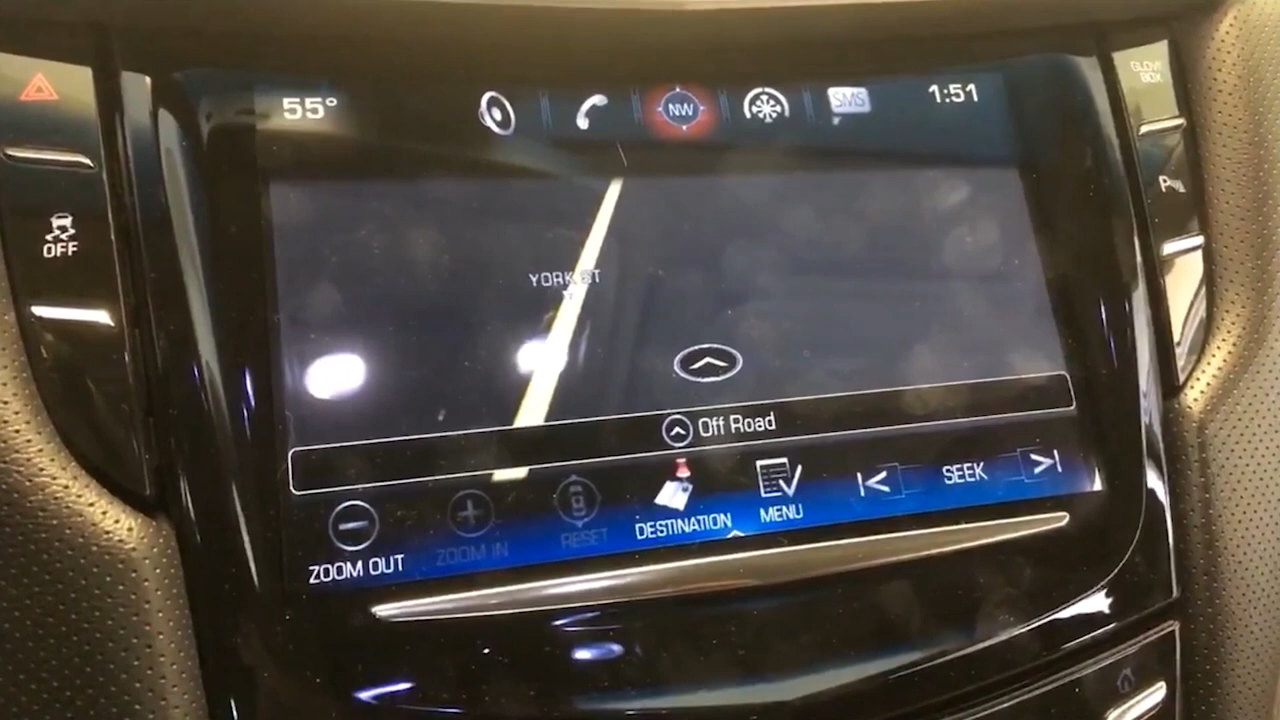 55°
NW
SMS
1:51
GLOVE
BOX
P
OFF
YORK ST
Off Road
ZOOM OUT
ZOOM IN
RESET
DESTINATION
MENU
SEEK